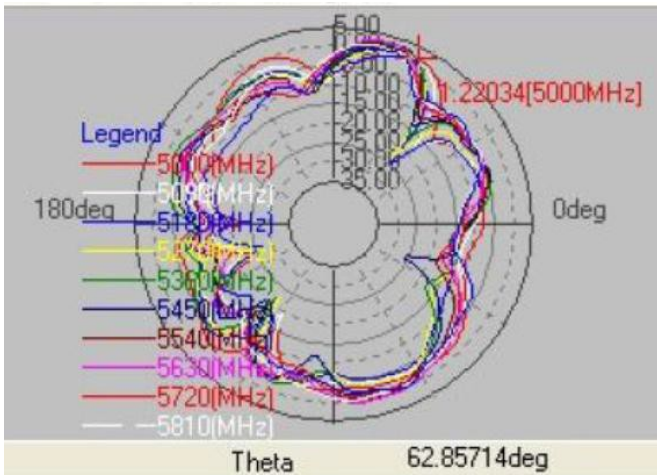 5.00
0.00
-5.00
10.00
15.00
20.00
25.00
30.00
35.00
1.22034[5000MHz]
Legend
5000(MHz)
5090(MHz)
180deg
0deg
5180(MHz)
5270(MHz)
5360(MHz)
5450(MHz)
5540(MHz)
5630(MHz)
5720(MHz)
5810(MHz)
Theta 62.85714deg